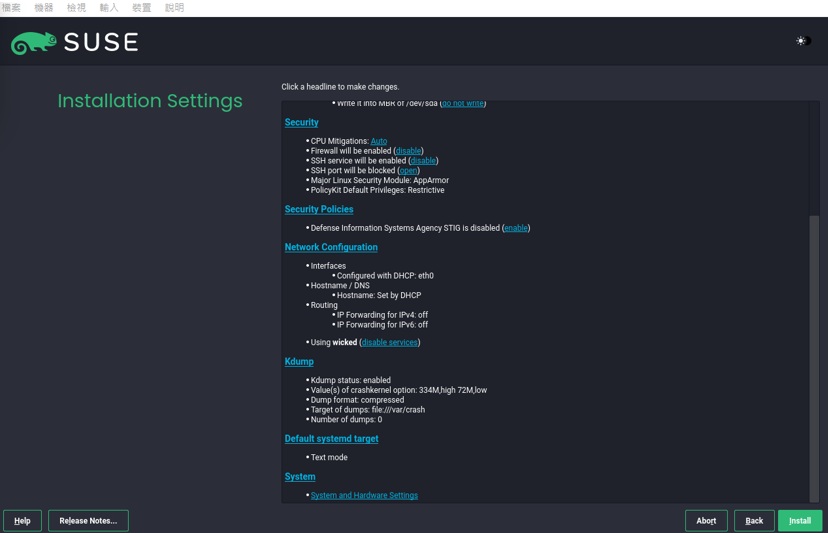 檔案 機器 檢視 輸入 裝置 說明
SUSE
Installation Settings
Click a headline to make changes.
• Write it into MBR of /dev/sda (do not write)
Security
• CPU Mitigations: Auto
• Firewall will be enabled (disable)
• SSH service will be enabled (disable)
• SSH port will be blocked (open)
• Major Linux Security Module: AppArmor
• PolicyKit Default Privileges: Restrictive
Security Policies
• Defense Information Systems Agency STIG is disabled (enable)
Network Configuration
• Interfaces
• Configured with DHCP: eth0
• Hostname / DNS
• Hostname: Set by DHCP
• Routing
• IP Forwarding for IPv4: off
• IP Forwarding for IPv6: off
• Using wicked (disable services)
Kdump
• Kdump status: enabled
• Value(s) of crashkernel option: 334M,high 72M,low
• Dump format: compressed
• Target of dumps: file:///var/crash
• Number of dumps: 0
Default systemd target
• Text mode
System
• System and Hardware Settings
Help Release Notes... Abort Back Install